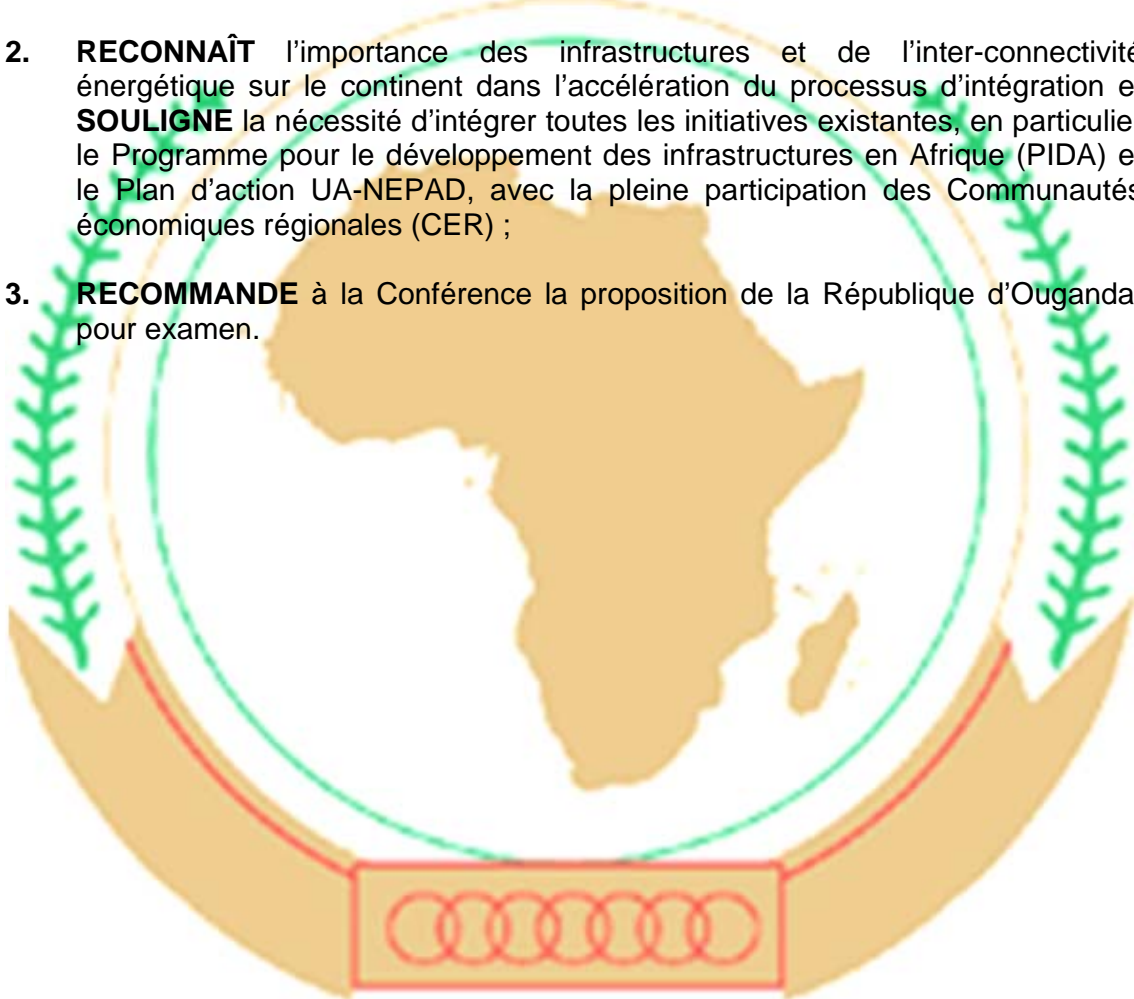 2. RECONNAÎT l’importance des infrastructures et de l’inter-connectivité
énergétique sur le continent dans l’accélération du processus d’intégration e
SOULIGNE la nécessité d’intégrer toutes les initiatives existantes, en particulie
le Programme pour le développement des infrastructures en Afrique (PIDA) e
le Plan d’action UA-NEPAD, avec la pleine participation des Communautés
économiques régionales (CER) ;
3. RECOMMANDE à la Conférence la proposition de la République d’Ouganda
pour examen.